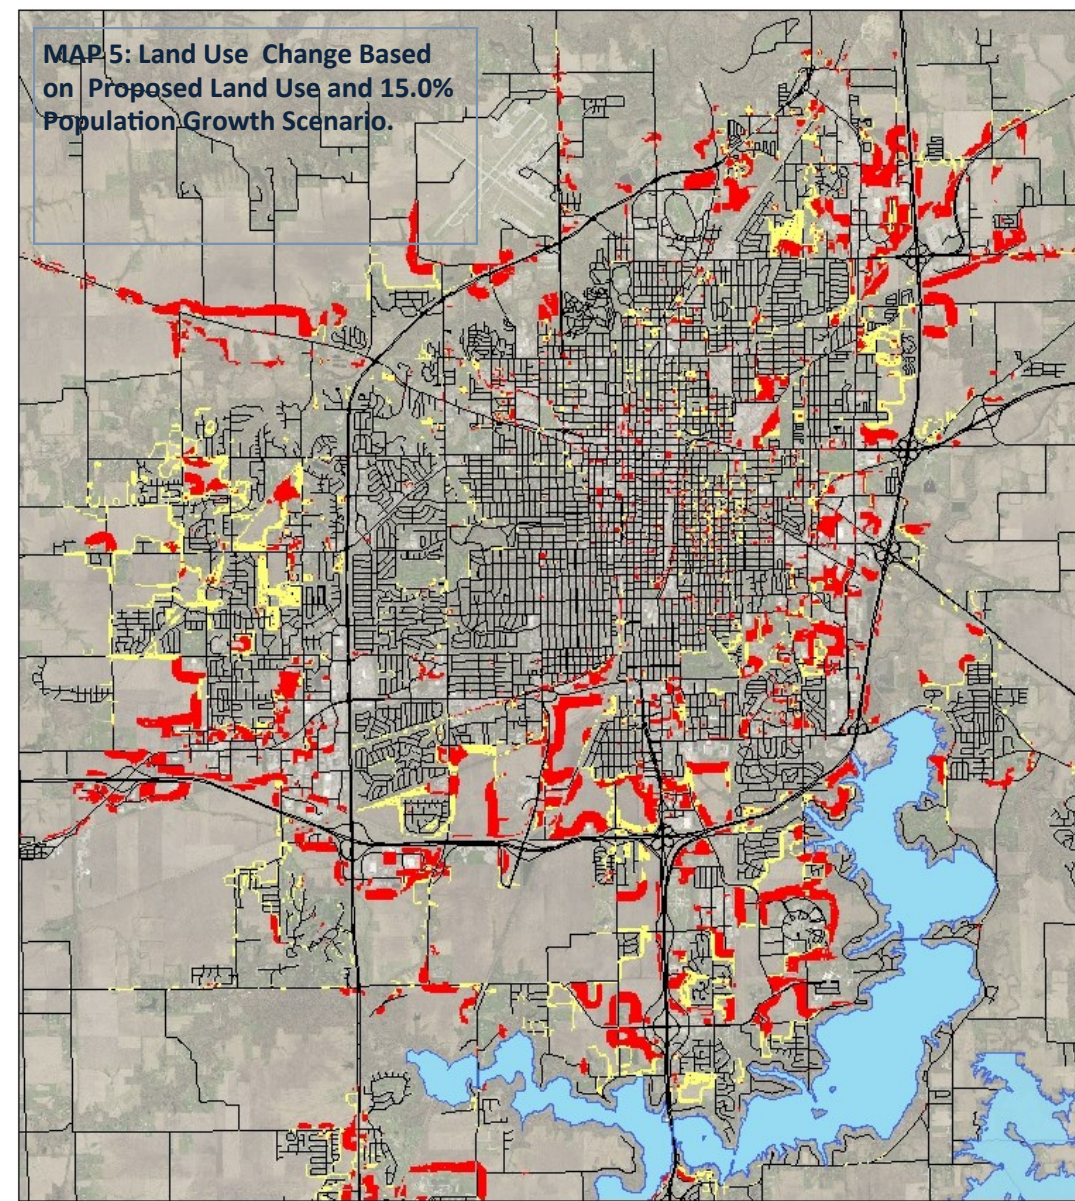 MAP 5: Land Use Change Based
on Proposed Land Use and 15.0%
Population Growth Scenario.